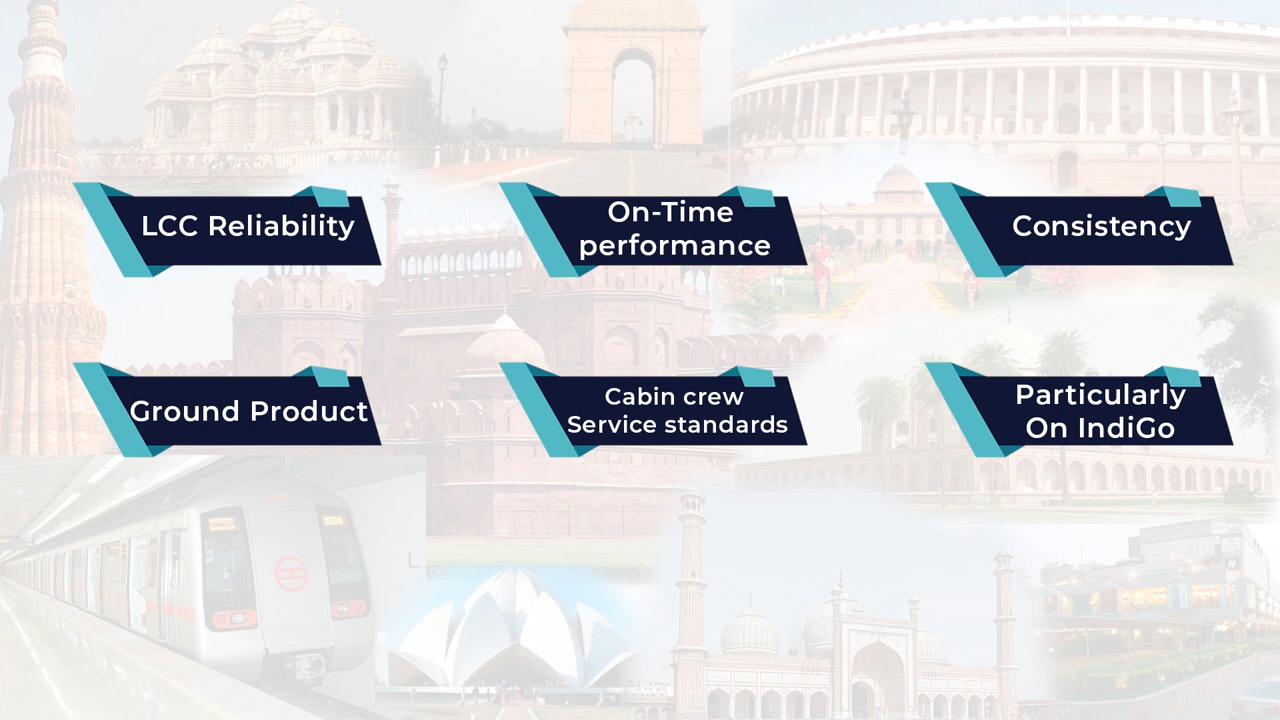 LCC Reliability
On-Time
performance
Consistency
Ground Product
Cabin crew
Service standards
Particularly
On IndiGo